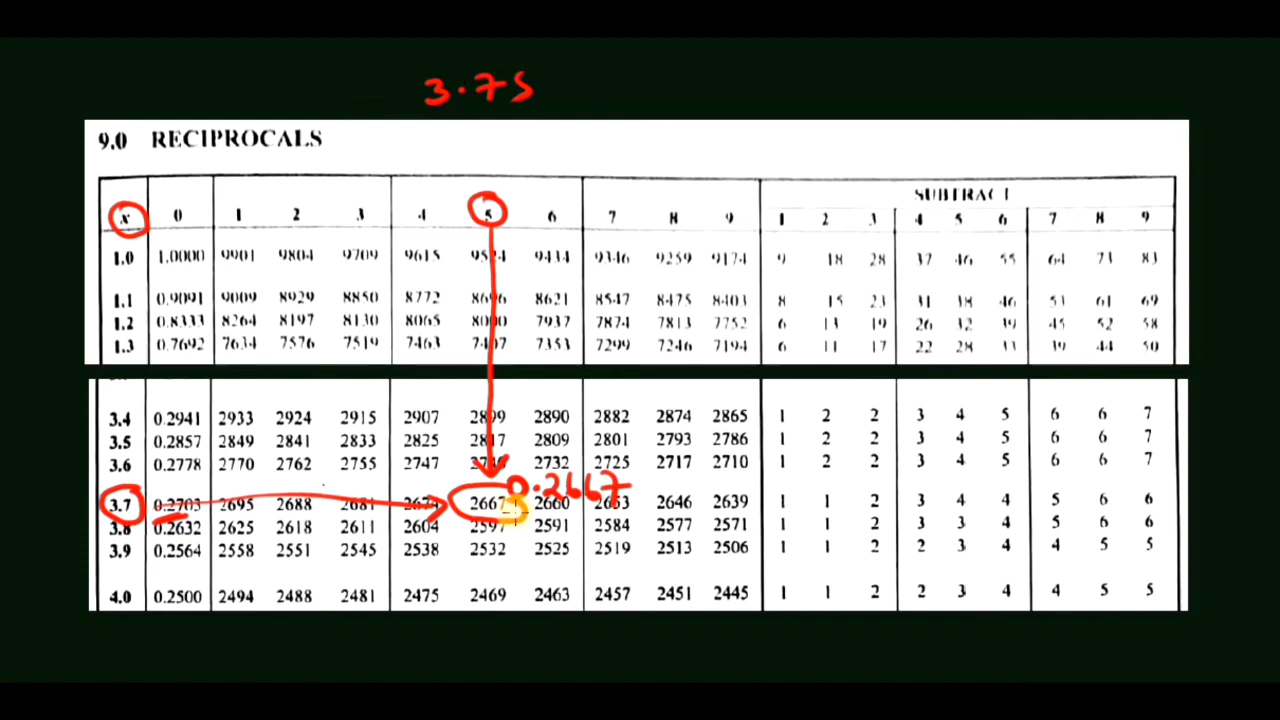 3.75
9.0 RECIPROCALS
SUBTRACT
x 0 1 2 3 4 5 6 7 8 9 1 2 3 4 5 6 7 8 9
1.0 1.0000 9901 9804 9709 9615 9524 9434 9346 9259 9174 9 18 28 37 46 55 64 73 83
1.1 0.9091 9009 8929 8850 8772 8696 8621 8547 8475 8403 8 15 23 31 38 46 53 61 69
1.2 0.8333 8264 8197 8130 8065 8000 7937 7874 7813 7752 6 13 19 26 32 39 45 52 58
1.3 0.7692 7634 7576 7519 7463 7407 7353 7299 7246 7194 6 11 17 22 28 33 39 44 50
3.4 0.2941 2933 2924 2915 2907 2899 2890 2882 2874 2865 1 2 2 3 4 5 6 6 7
3.5 0.2857 2849 2841 2833 2825 2817 2809 2801 2793 2786 1 2 2 3 4 5 6 6 7
3.6 0.2778 2770 2762 2755 2747 2740 2732 2725 2717 2710 1 2 2 3 4 5 6 6 7
0.2667
3.7 0.2703 2695 2688 2681 2674 2667 2660 2653 2646 2639 1 1 2 3 4 4 5 6 6
3.8 0.2632 2625 2618 2611 2604 2597 2591 2584 2577 2571 1 1 2 3 3 4 5 6 6
3.9 0.2564 2558 2551 2545 2538 2532 2525 2519 2513 2506 1 1 2 2 3 4 4 5 5
4.0 0.2500 2494 2488 2481 2475 2469 2463 2457 2451 2445 1 1 2 2 3 4 4 5 5